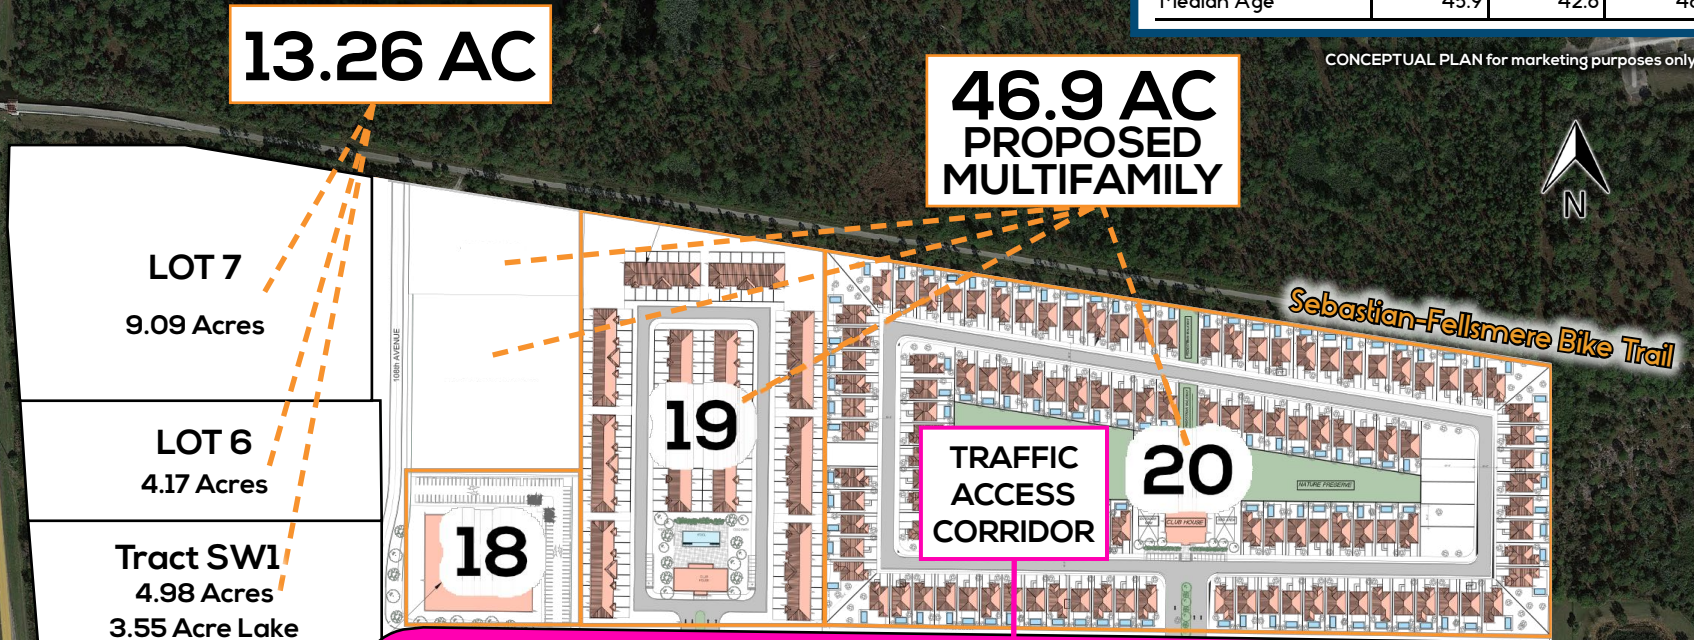 Median Age 45.9 42.6
CONCEPTUAL PLAN for marketing purposes only
13.26 AC
46.9 AC
PROPOSED
MULTIFAMILY
N
Sebastian-Fellsmere Bike Trail
LOT 7
9.09 Acres
108th AVENUE
LOT 6
4.17 Acres
19
20
TRAFFIC
ACCESS
CORRIDOR
NATURE PRESERVE
CLUB HOUSE
18
CLUB
HOUSE
Tract SW1
4.98 Acres
3.55 Acre Lake